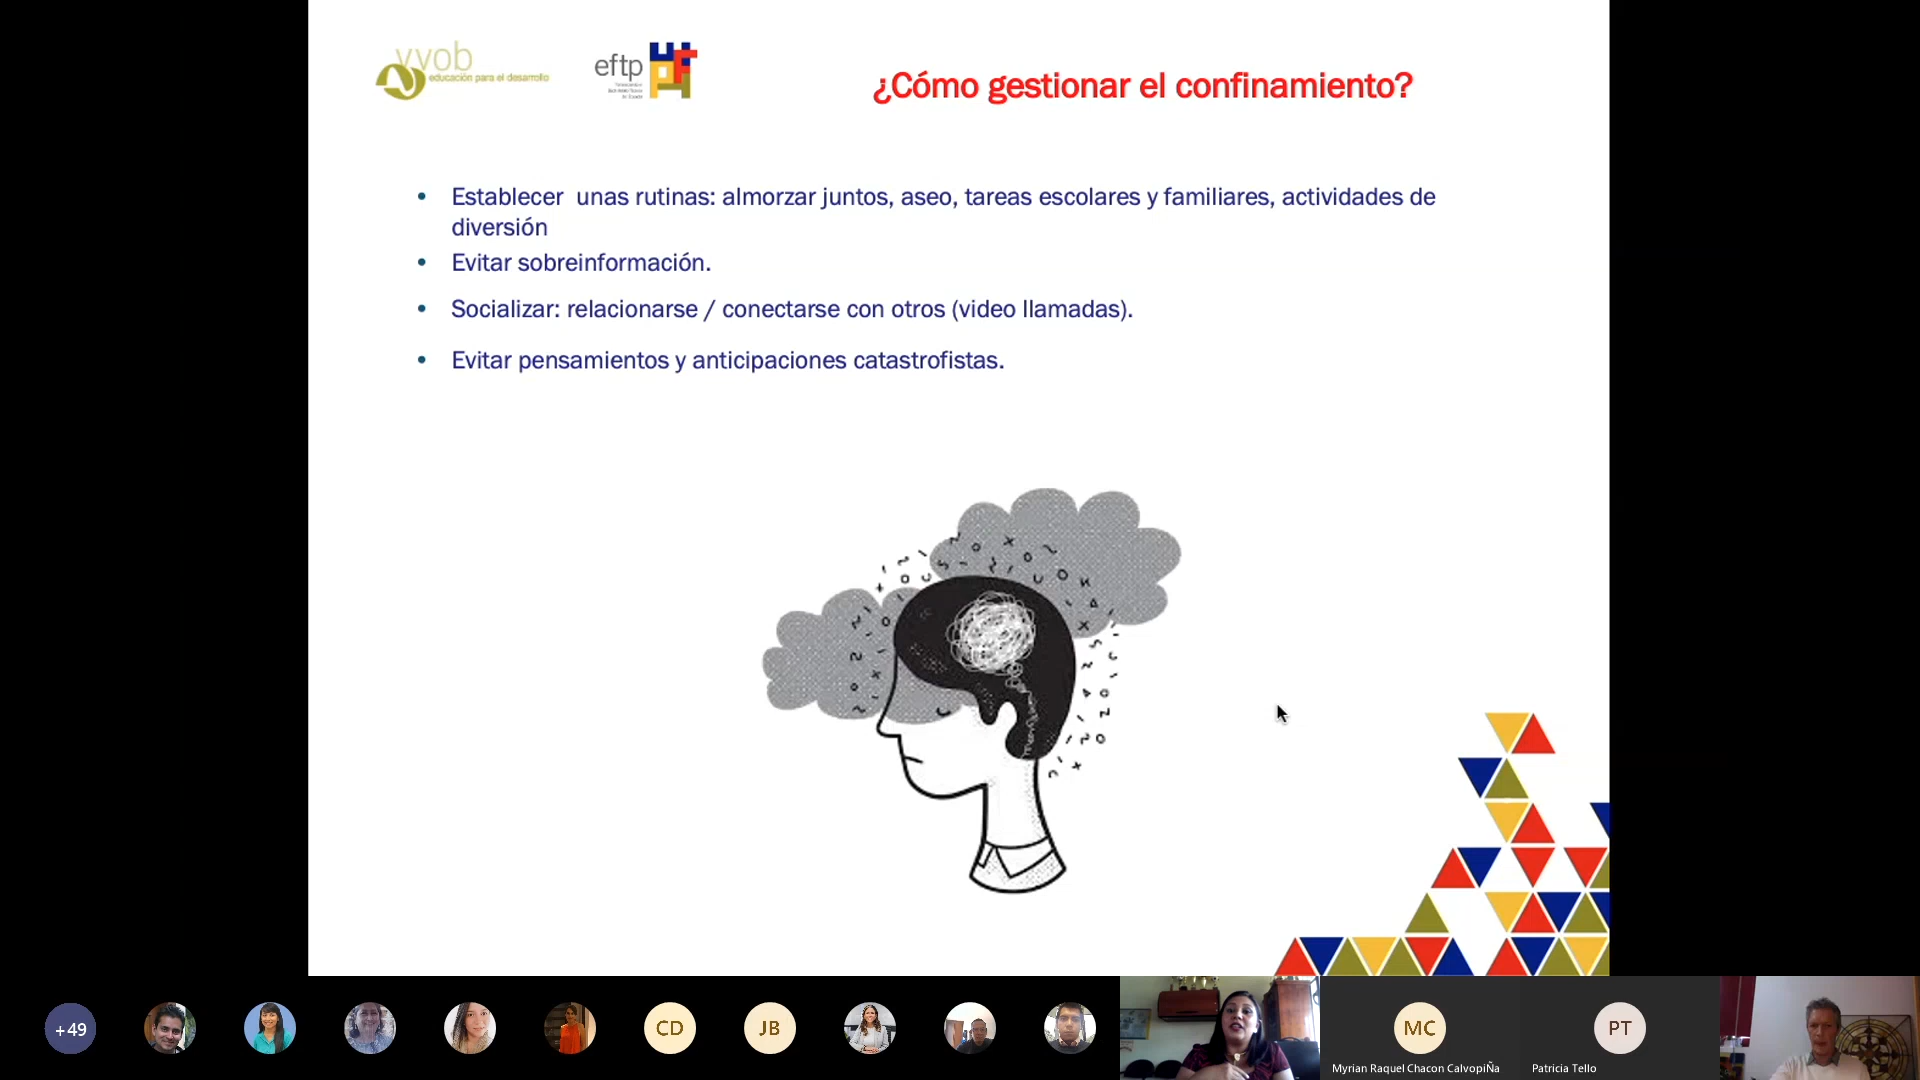 vvob
educación para el desarrollo
eftp
¿Cómo gestionar el confinamiento?
• Establecer  unas rutinas: almorzar juntos, aseo, tareas escolares y familiares, actividades de
diversión
• Evitar sobreinformación.
• Socializar: relacionarse / conectarse con otros (video llamadas).
• Evitar pensamientos y anticipaciones catastrofistas.
+49
CD
JB
MC
PT
Myrian Raquel Chacon CalvopiÑa
Patricia Tello